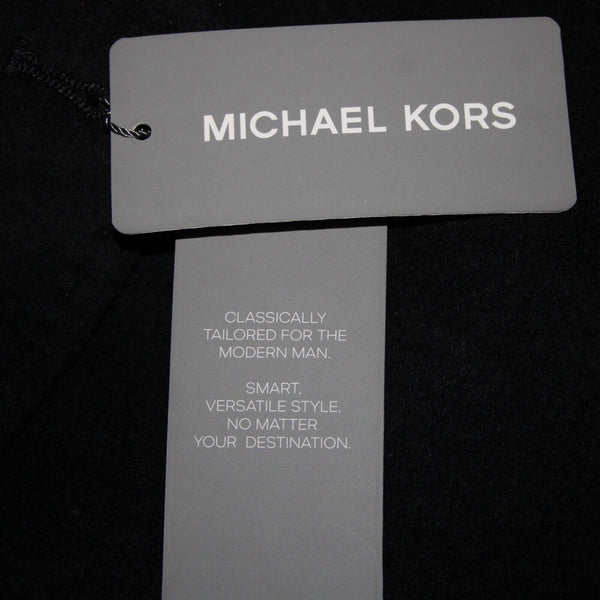 MICHAEL KORS
CLASSICALLY
TAILORED FOR THE
MODERN MAN.
SMART,
VERSATILE STYLE,
NO MATTER
YOUR DESTINATION.